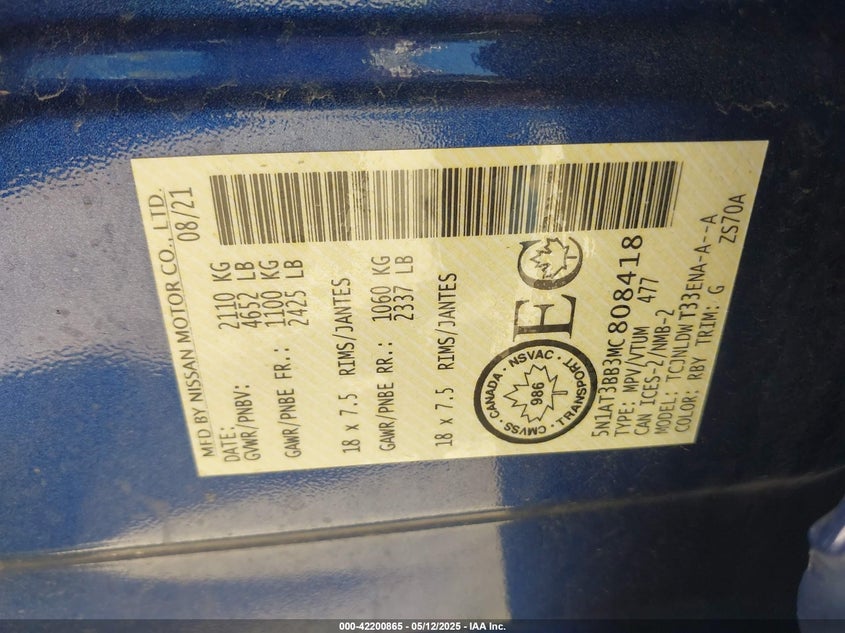 MFD BY NISSAN MOTOR CO., LTD.
DATE: 08/21
GVWR/PNBV: 2110 KG
4652 LB
GAWR/PNBE FR.: 1100 KG
2425 LB
18 x 7.5 RIMS/JANTES
GAWR/PNBE RR.: 1060 KG
2337 LB
18 x 7.5 RIMS/JANTES
CANADA · NSVAC · TRANSPORT · CMVSS ·
986
EC
5N1AT3BB3MC808418
TYPE: MPV/VTUM 477
CAN ICES-2/NMB-2
MODEL: TCJNLDW T33ENA-A--A
COLOR: RBY TRIM: G ZS70A
000-42200865 - 05/12/2025 - IAA Inc.